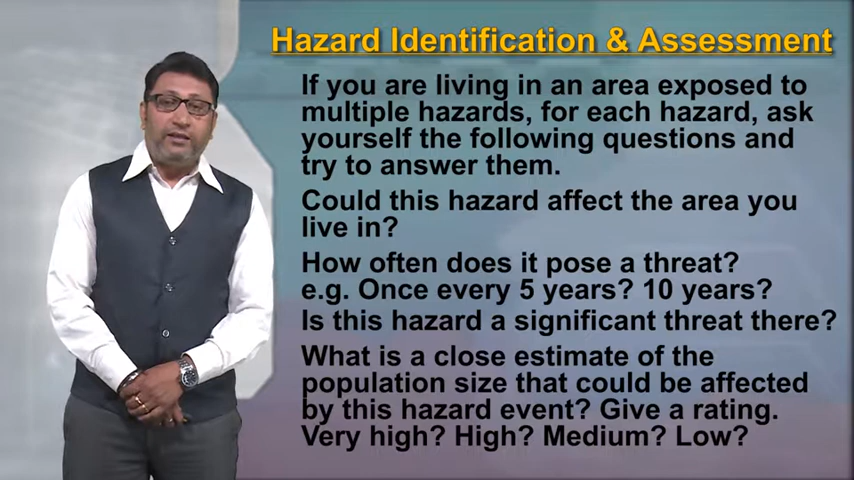 Hazard Identification & Assessment
If you are living in an area exposed to
multiple hazards, for each hazard, ask
yourself the following questions and
try to answer them.
Could this hazard affect the area you
live in?
How often does it pose a threat?
e.g. Once every 5 years? 10 years?
Is this hazard a significant threat there?
What is a close estimate of the
population size that could be affected
by this hazard event? Give a rating.
Very high? High? Medium? Low?